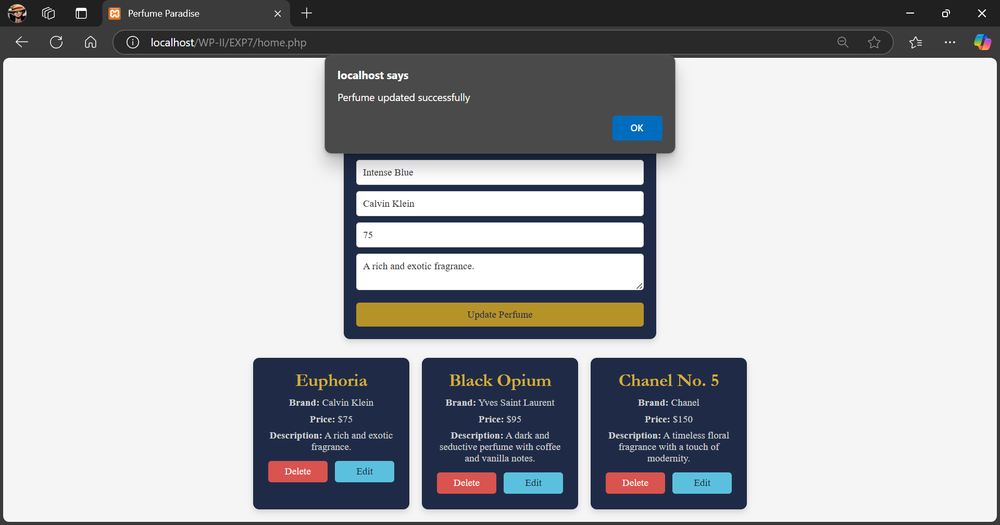 Perfume Paradise
localhost/WP-II/EXP7/home.php
localhost says
Perfume updated successfully
OK
Intense Blue
Calvin Klein
75
A rich and exotic fragrance.
Update Perfume
Euphoria
Brand: Calvin Klein
Price: $75
Description: A rich and exotic
fragrance.
Delete
Edit
Black Opium
Brand: Yves Saint Laurent
Price: $95
Description: A dark and
seductive perfume with coffee
and vanilla notes.
Delete
Edit
Chanel No. 5
Brand: Chanel
Price: $150
Description: A timeless floral
fragrance with a touch of
modernity.
Delete
Edit